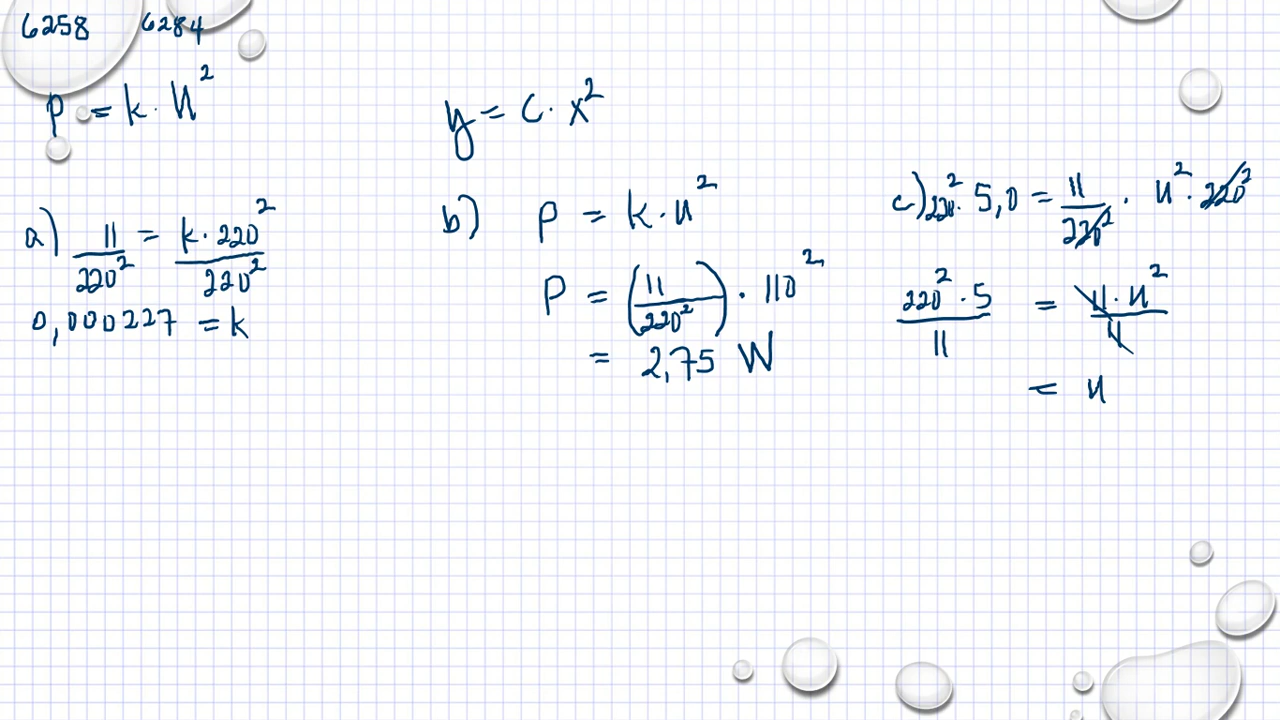 6258 6284
P = k · u²
y = c · x²
a) 11/220² = k · 220²/220²
0,000227 = k
b) P = k · u²
P = (11/220²) · 110²
= 2,75 W
c) 220² · 5,0 = 11/220² · u² · 220²
220² · 5/11 = 11 · u²/11
= u